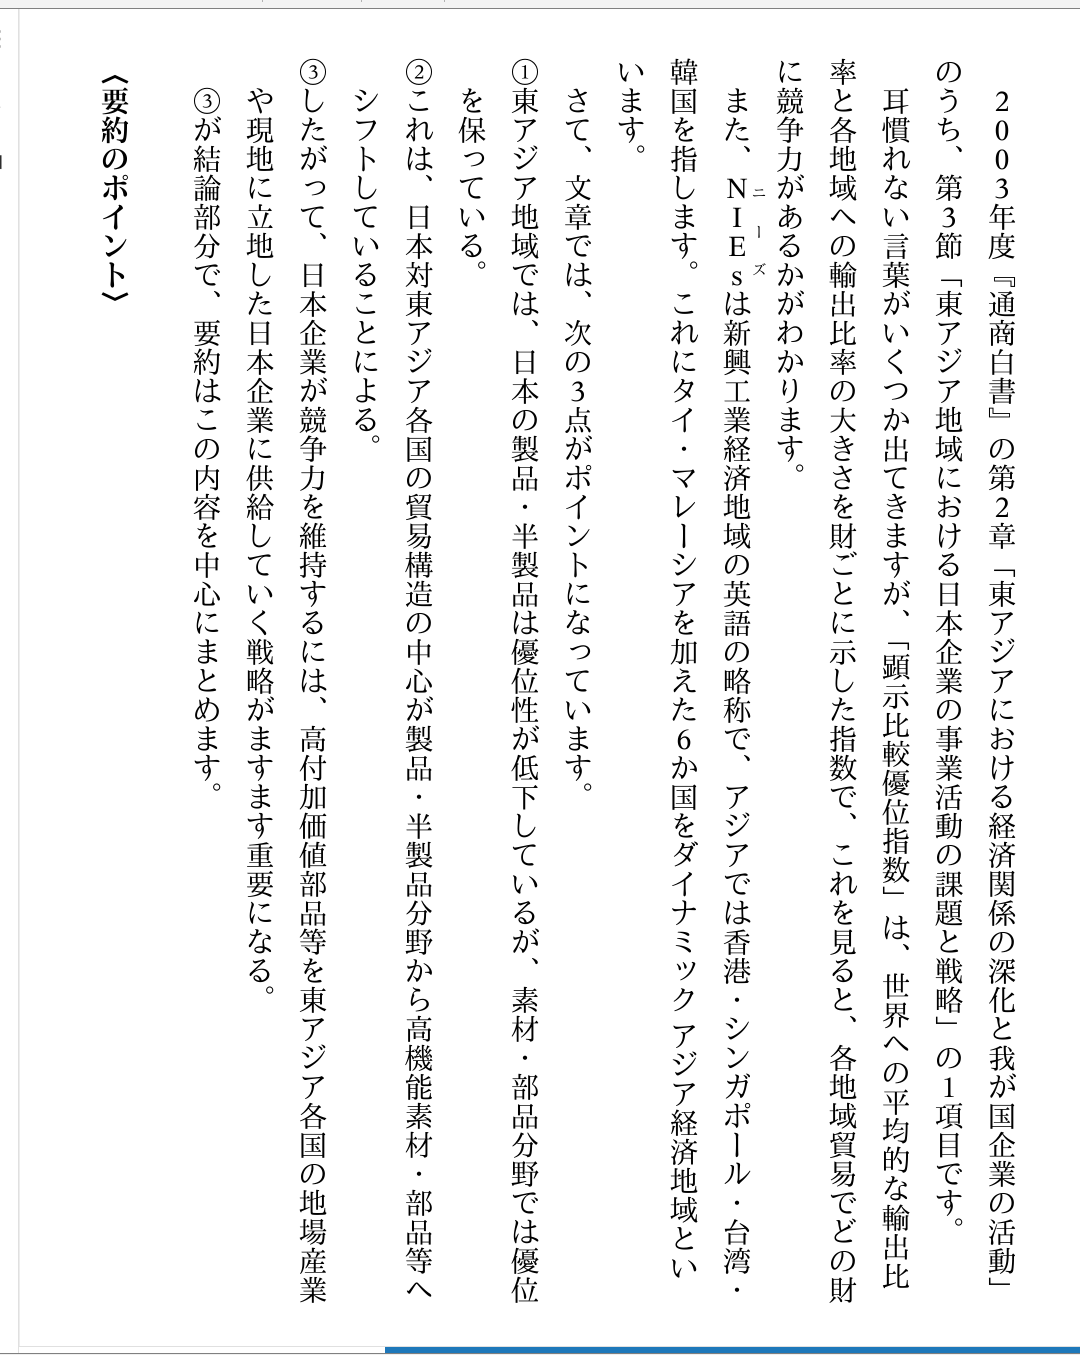 2003年度『通商白書』の第2章「東アジアにおける経済関係の深化と我が国企業の活動」
のうち、第3節「東アジア地域における日本企業の事業活動の課題と戦略」の1項目です。
耳慣れない言葉がいくつか出てきますが、「顕示比較優位指数」は、世界への平均的な輸出比
率と各地域への輸出比率の大きさを財ごとに示した指数で、これを見ると、各地域貿易でどの財
に競争力があるかがわかります。
また、NIEsは新興工業経済地域の英語の略称で、アジアでは香港・シンガポール・台湾・
ニーズ
韓国を指します。これにタイ・マレーシアを加えた6か国をダイナミックアジア経済地域とい
います。
さて、文章では、次の3点がポイントになっています。
①東アジア地域では、日本の製品・半製品は優位性が低下しているが、素材・部品分野では優位
を保っている。
②これは、日本対東アジア各国の貿易構造の中心が製品・半製品分野から高機能素材・部品等へ
シフトしていることによる。
③したがって、日本企業が競争力を維持するには、高付加価値部品等を東アジア各国の地場産業
や現地に立地した日本企業に供給していく戦略がますます重要になる。
③が結論部分で、要約はこの内容を中心にまとめます。
〈要約のポイント〉